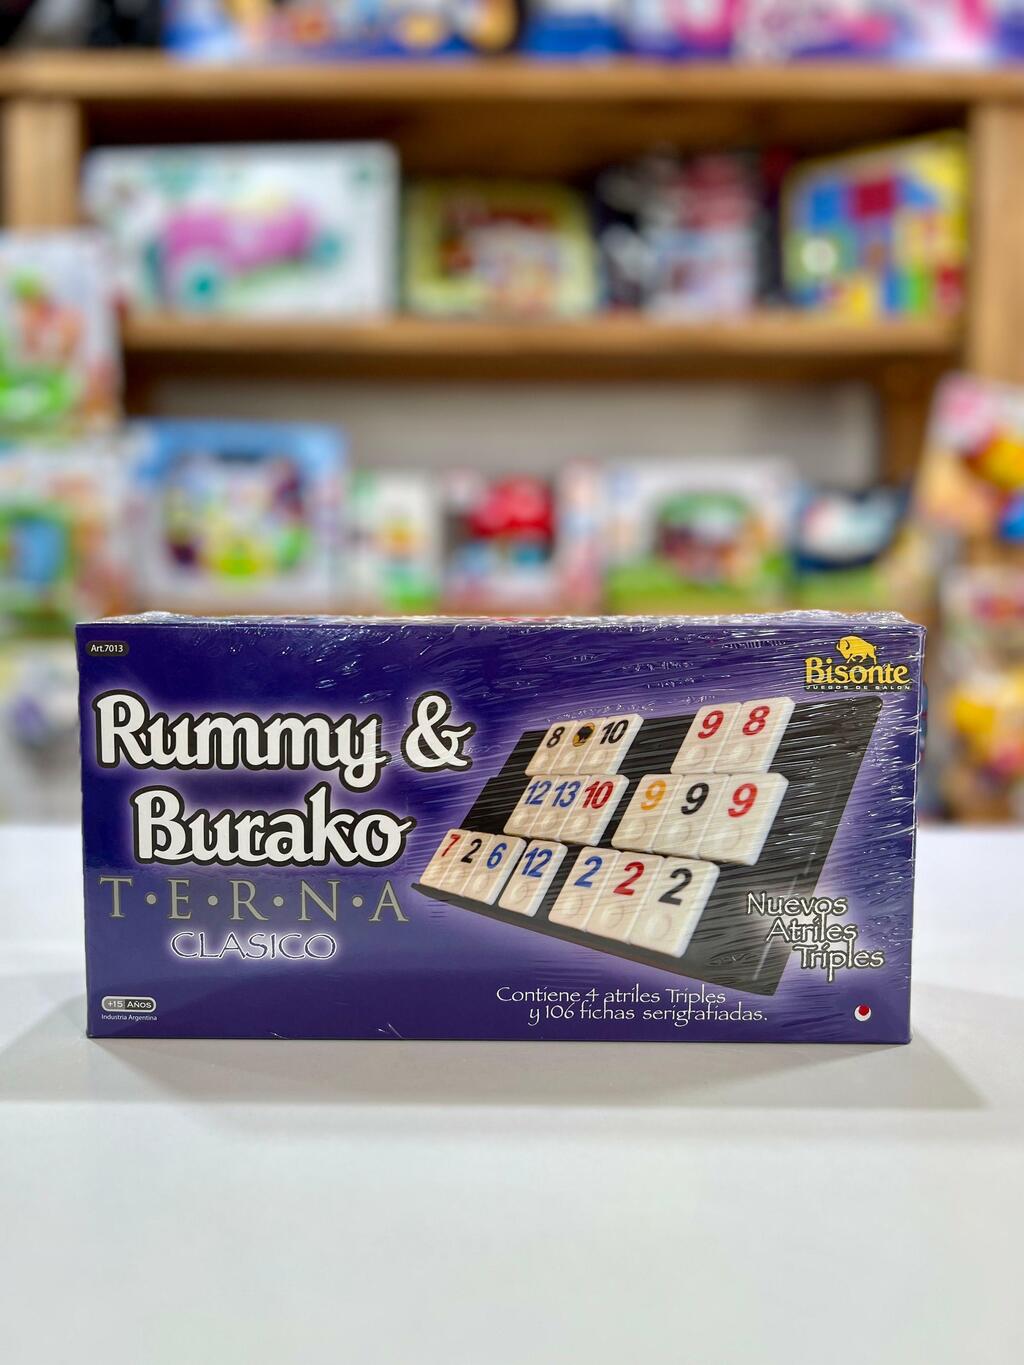 Art.7013
Bisonte
JUEGOS DE SALON
Rummy &
Burako
T·E·R·N·A
CLASICO
8 10 9 8
12 13 10 9 9 9
7 2 6 12 2 2 2
Nuevos
Atriles
Triples
+15 AÑOS
Industria Argentina
Contiene 4 atriles Triples
y 106 fichas serigrafiadas.